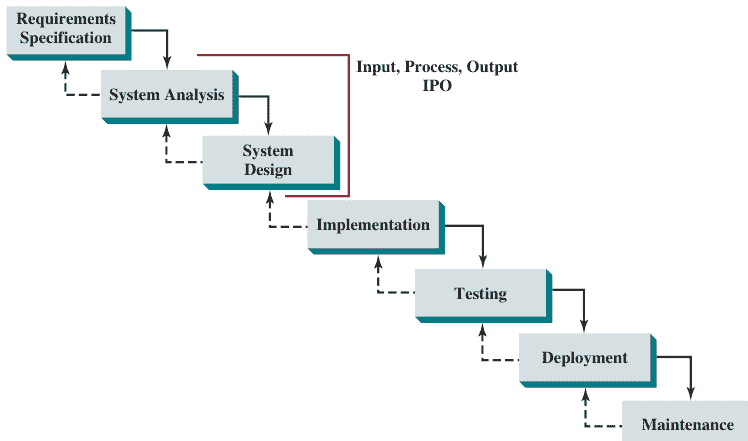 Requirements
Specification
Input, Process, Output
IPO
System Analysis
System
Design
Implementation
Testing
Deployment
Maintenance